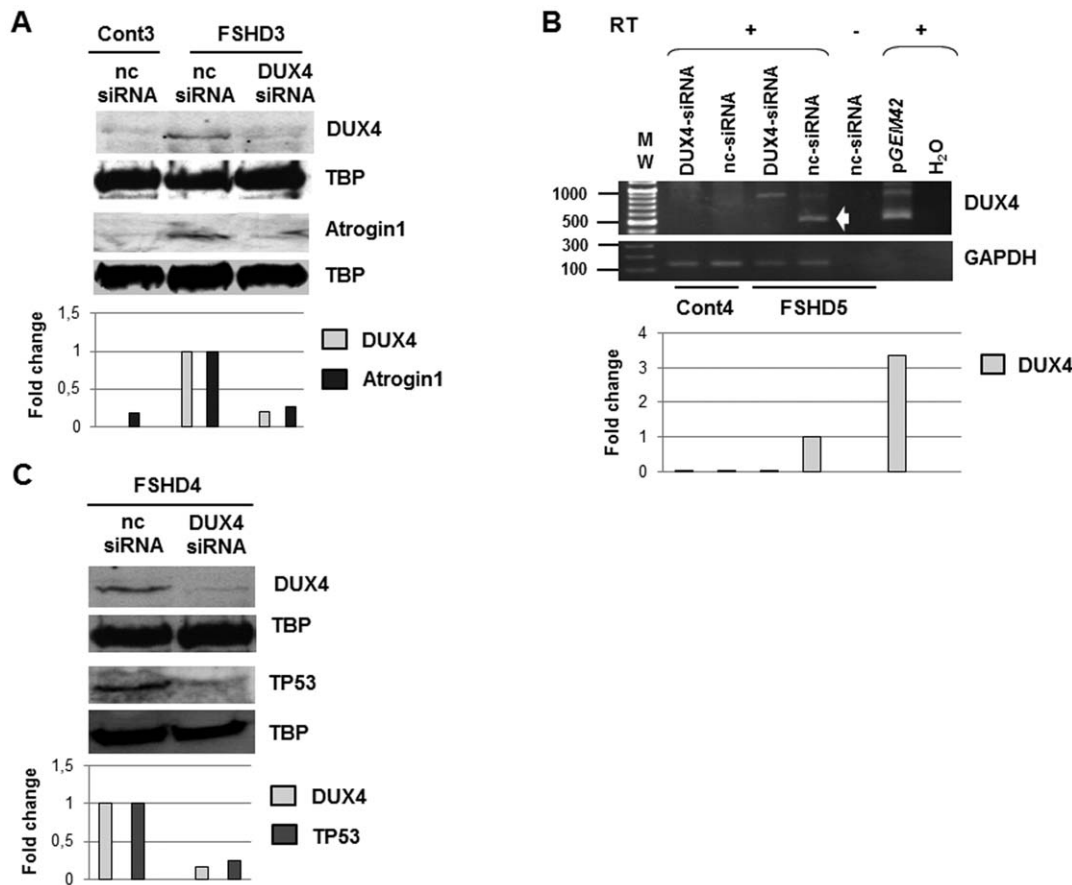 A
Cont3 FSHD3
nc siRNA nc siRNA DUX4 siRNA
DUX4
TBP
Atrogin1
TBP
Fold change
1,5
1
0,5
0
DUX4
Atrogin1
B
RT + - +
M W
DUX4-siRNA
nc-siRNA
DUX4-siRNA
nc-siRNA
nc-siRNA
pGEM42
H2O
1000
500
DUX4
300
100
GAPDH
Cont4 FSHD5
Fold change
4
3
2
1
0
DUX4
C
FSHD4
nc siRNA DUX4 siRNA
DUX4
TBP
TP53
TBP
Fold change
1,5
1
0,5
0
DUX4
TP53